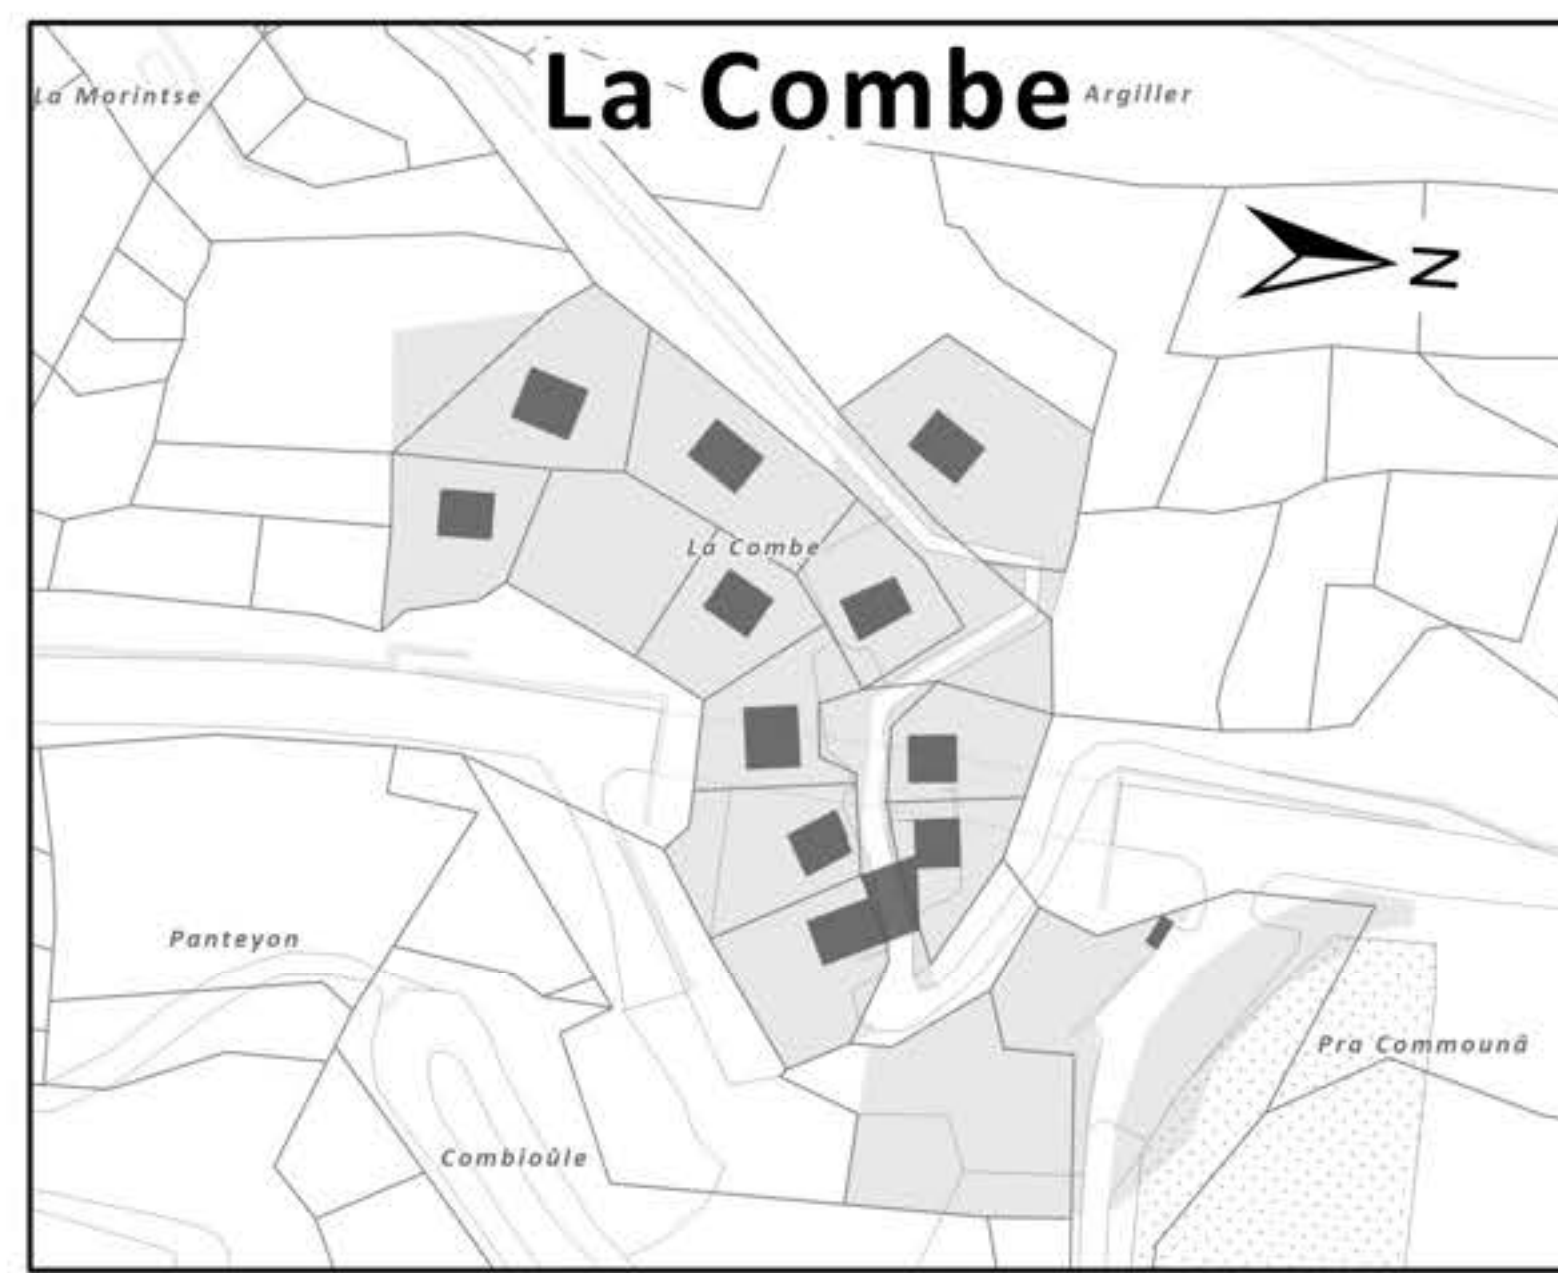 La Combe
La Morintse
Argiller
N
La Combe
Panteyon
Pra Commounâ
Combioûle